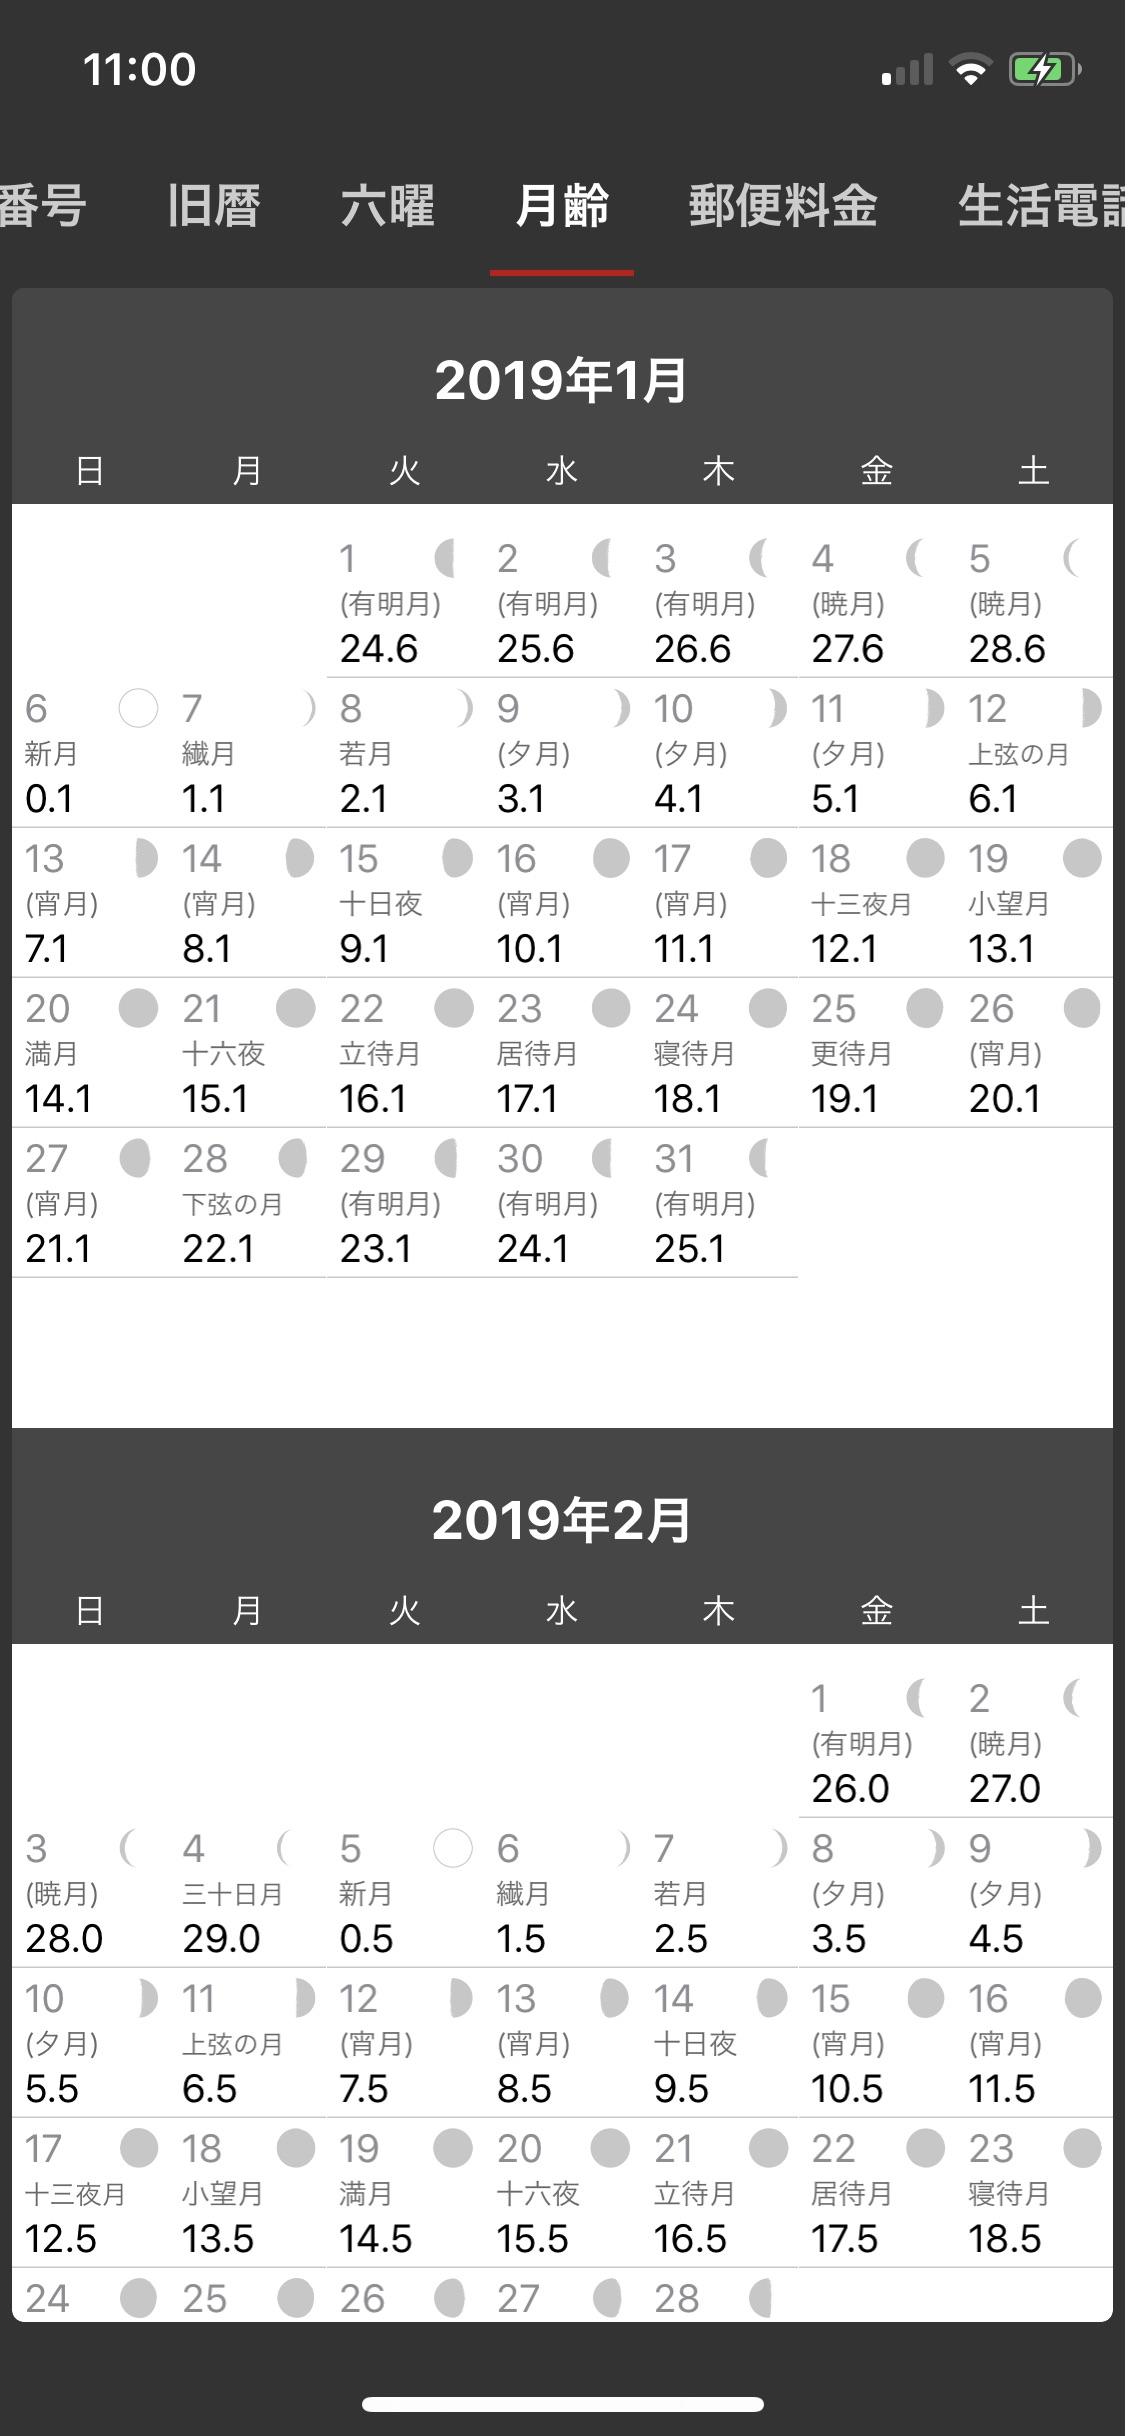 11:00
番号 旧暦 六曜 月齢 郵便料金 生活電話
2019年1月
日 月 火 水 木 金 土
1 2 3 4 5
(有明月) (有明月) (有明月) (暁月) (暁月)
24.6 25.6 26.6 27.6 28.6
6 7 8 9 10 11 12
新月 繊月 若月 (夕月) (夕月) (夕月) 上弦の月
0.1 1.1 2.1 3.1 4.1 5.1 6.1
13 14 15 16 17 18 19
(宵月) (宵月) 十日夜 (宵月) (宵月) 十三夜月 小望月
7.1 8.1 9.1 10.1 11.1 12.1 13.1
20 21 22 23 24 25 26
満月 十六夜 立待月 居待月 寝待月 更待月 (宵月)
14.1 15.1 16.1 17.1 18.1 19.1 20.1
27 28 29 30 31
(宵月) 下弦の月 (有明月) (有明月) (有明月)
21.1 22.1 23.1 24.1 25.1
2019年2月
日 月 火 水 木 金 土
1 2
(有明月) (暁月)
26.0 27.0
3 4 5 6 7 8 9
(暁月) 三十日月 新月 繊月 若月 (夕月) (夕月)
28.0 29.0 0.5 1.5 2.5 3.5 4.5
10 11 12 13 14 15 16
(夕月) 上弦の月 (宵月) (宵月) 十日夜 (宵月) (宵月)
5.5 6.5 7.5 8.5 9.5 10.5 11.5
17 18 19 20 21 22 23
十三夜月 小望月 満月 十六夜 立待月 居待月 寝待月
12.5 13.5 14.5 15.5 16.5 17.5 18.5
24 25 26 27 28